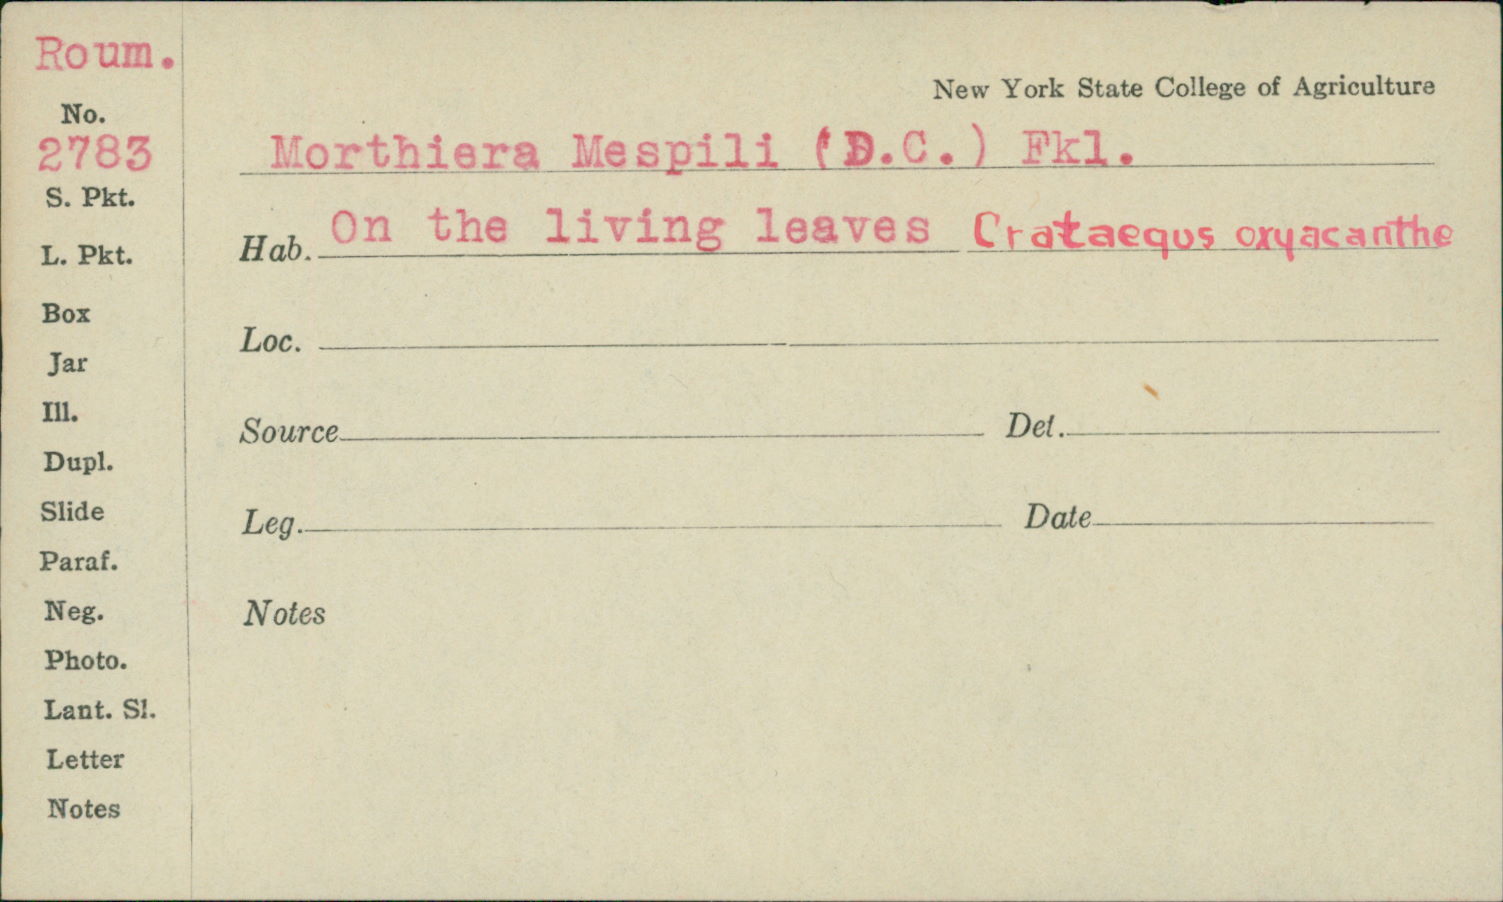 Roum.
No.
2783
S. Pkt.
L. Pkt.
Box
Jar
Ill.
Dupl.
Slide
Paraf.
Neg.
Photo.
Lant. Sl.
Letter
Notes
New York State College of Agriculture
Morthiera Mespili (D.C.) Fkl.
Hab. On the living leaves Crataegus oxyacanthe
Loc.
Source Det.
Leg. Date
Notes